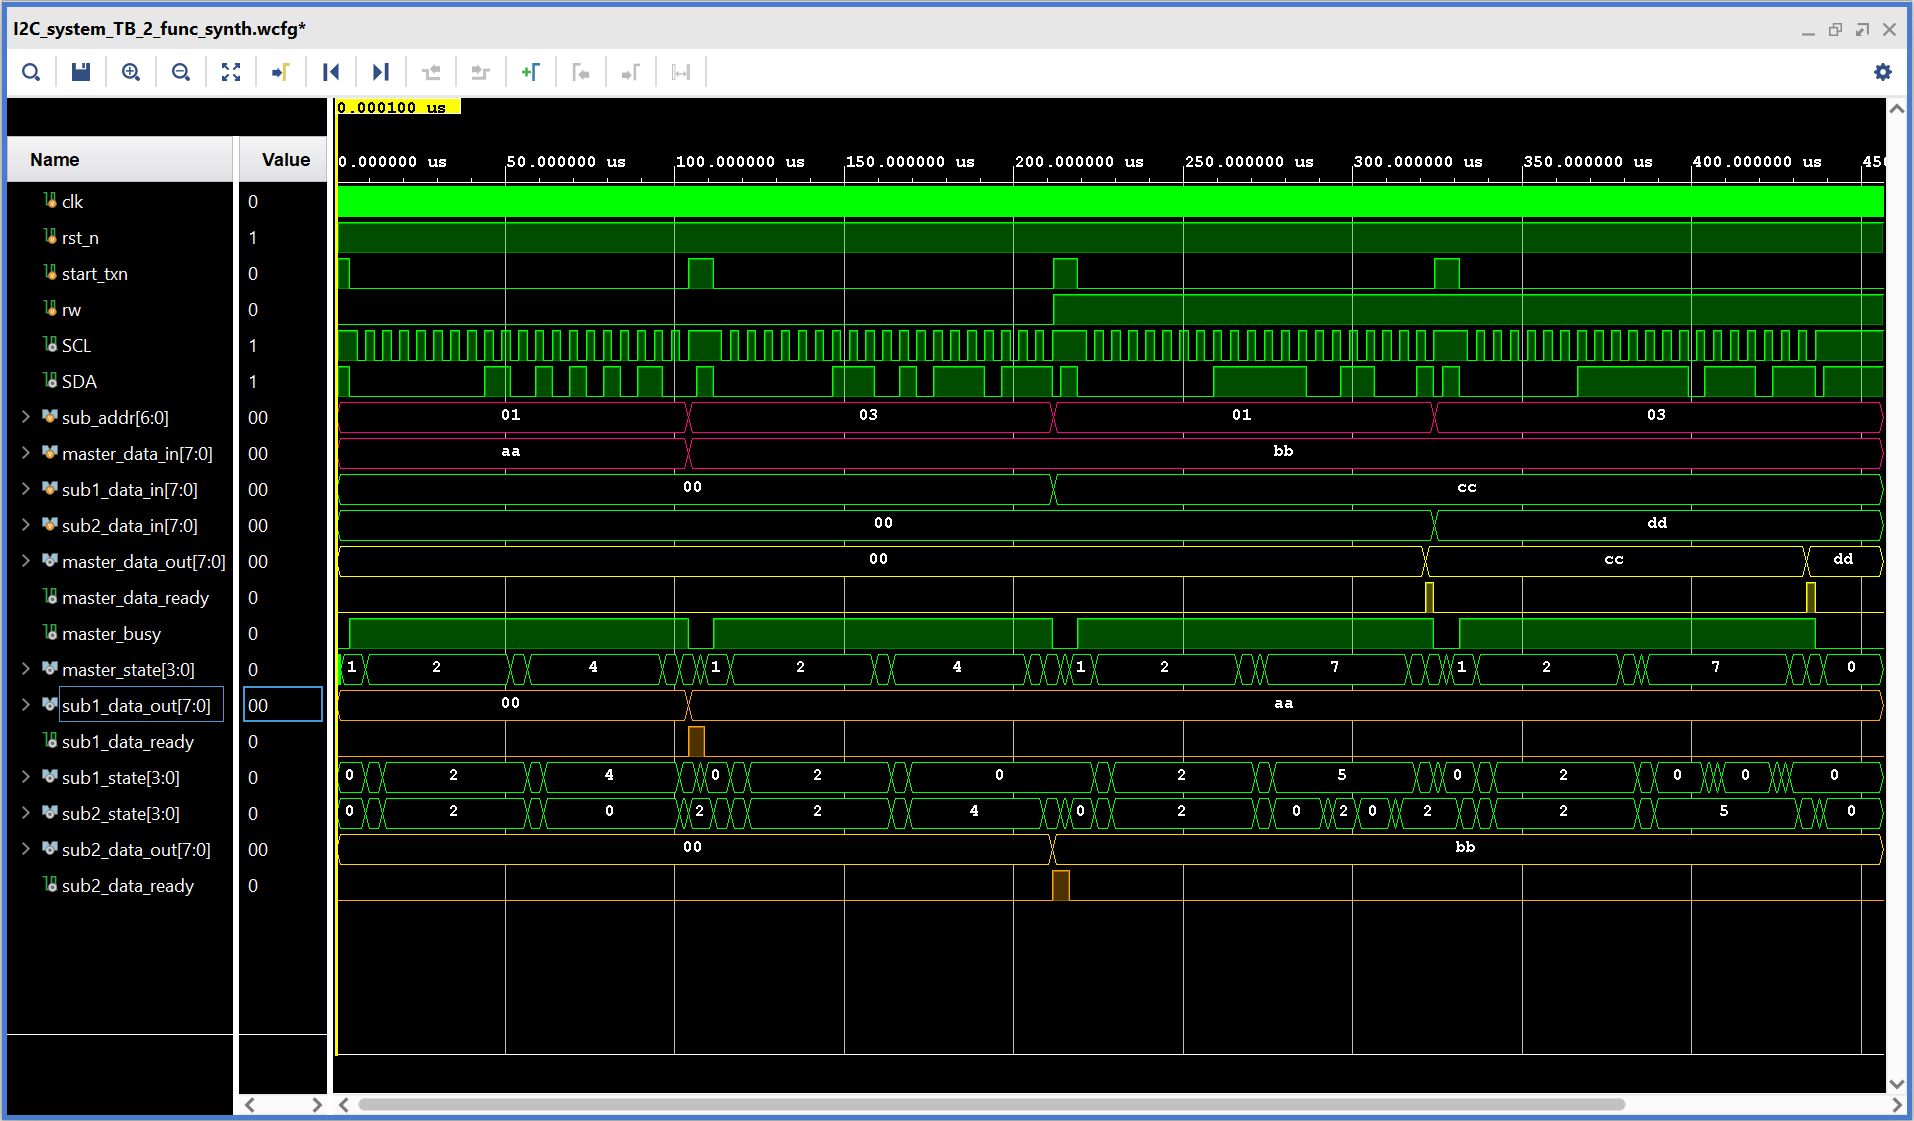 I2C_system_TB_2_func_synth.wcfg*
0.000100 us
Name Value 0.000000 us 50.000000 us 100.000000 us 150.000000 us 200.000000 us 250.000000 us 300.000000 us 350.000000 us 400.000000 us 450
clk 0
rst_n 1
start_txn 0
rw 0
SCL 1
SDA 1
sub_addr[6:0] 00 01 03 01 03
master_data_in[7:0] 00 aa bb
sub1_data_in[7:0] 00 00 cc
sub2_data_in[7:0] 00 00 dd
master_data_out[7:0] 00 00 cc dd
master_data_ready 0
master_busy 0
master_state[3:0] 0 1 2 4 1 2 4 1 2 7 1 2 7 0
sub1_data_out[7:0] 00 00 aa
sub1_data_ready 0
sub1_state[3:0] 0 0 2 4 0 2 0 2 5 0 2 0 0 0
sub2_state[3:0] 0 0 2 0 2 2 4 0 2 0 2 0 2 2 5 0
sub2_data_out[7:0] 00 00 bb
sub2_data_ready 0